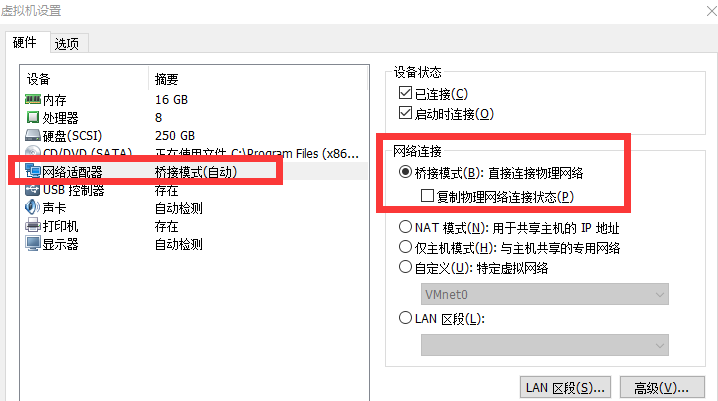 虚拟机设置
硬件 选项
设备 摘要
内存 16 GB
处理器 8
硬盘(SCSI) 250 GB
CD/DVD (SATA) 正在使用文件 C:\Program Files (x86...
网络适配器 桥接模式(自动)
USB 控制器 存在
声卡 自动检测
打印机 存在
显示器 自动检测
设备状态
已连接(C)
启动时连接(O)
网络连接
桥接模式(B): 直接连接物理网络
复制物理网络连接状态(P)
NAT 模式(N): 用于共享主机的 IP 地址
仅主机模式(H): 与主机共享的专用网络
自定义(U): 特定虚拟网络
VMnet0
LAN 区段(L):
LAN 区段(S)... 高级(V)...